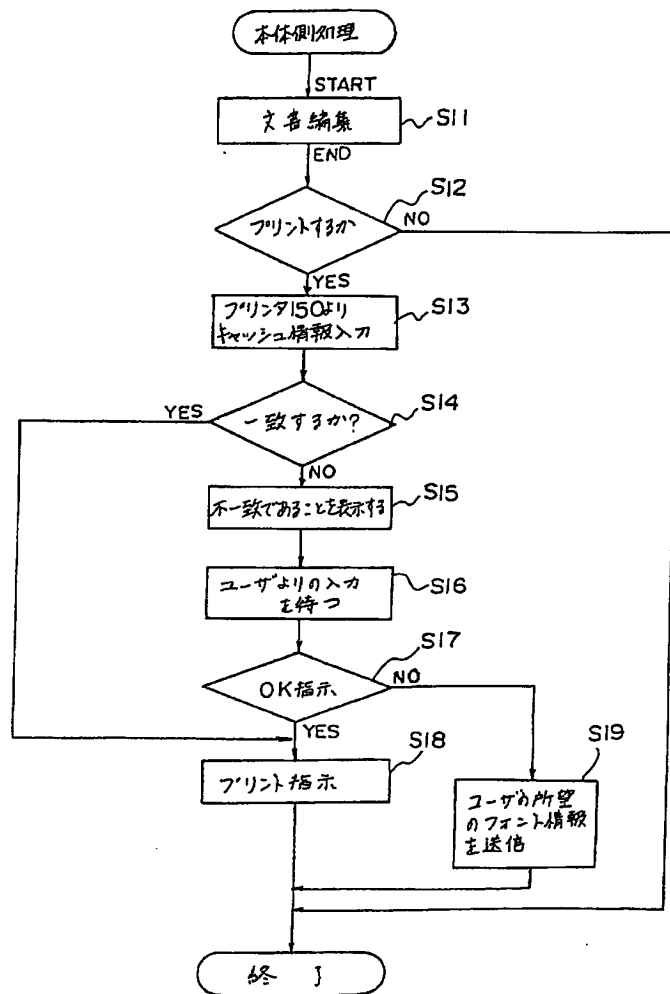 本体側処理
START
文書編集
S11
END
S12
プリントするか
NO
YES
プリンタ150より
キャッシュ情報入力
S13
YES
一致するか?
S14
NO
不一致であることを表示する
S15
ユーザよりの入力
を待つ
S16
S17
OK指示
NO
YES
S18
プリント指示
S19
ユーザの所望
のフォント情報
を送信
終了